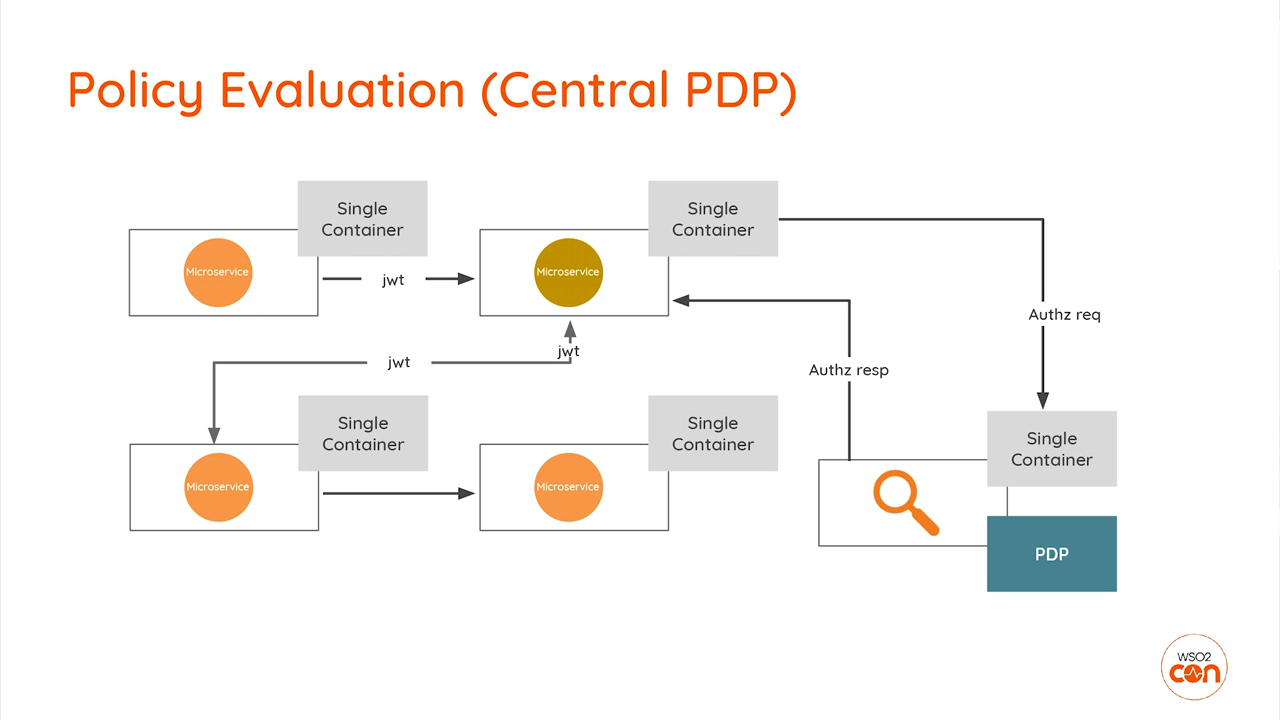 Policy Evaluation (Central PDP)
Single
Container
Single
Container
Microservice
Microservice
jwt
Authz req
jwt
jwt
Authz resp
Single
Container
Single
Container
Single
Container
Microservice
Microservice
PDP
WSO2
con